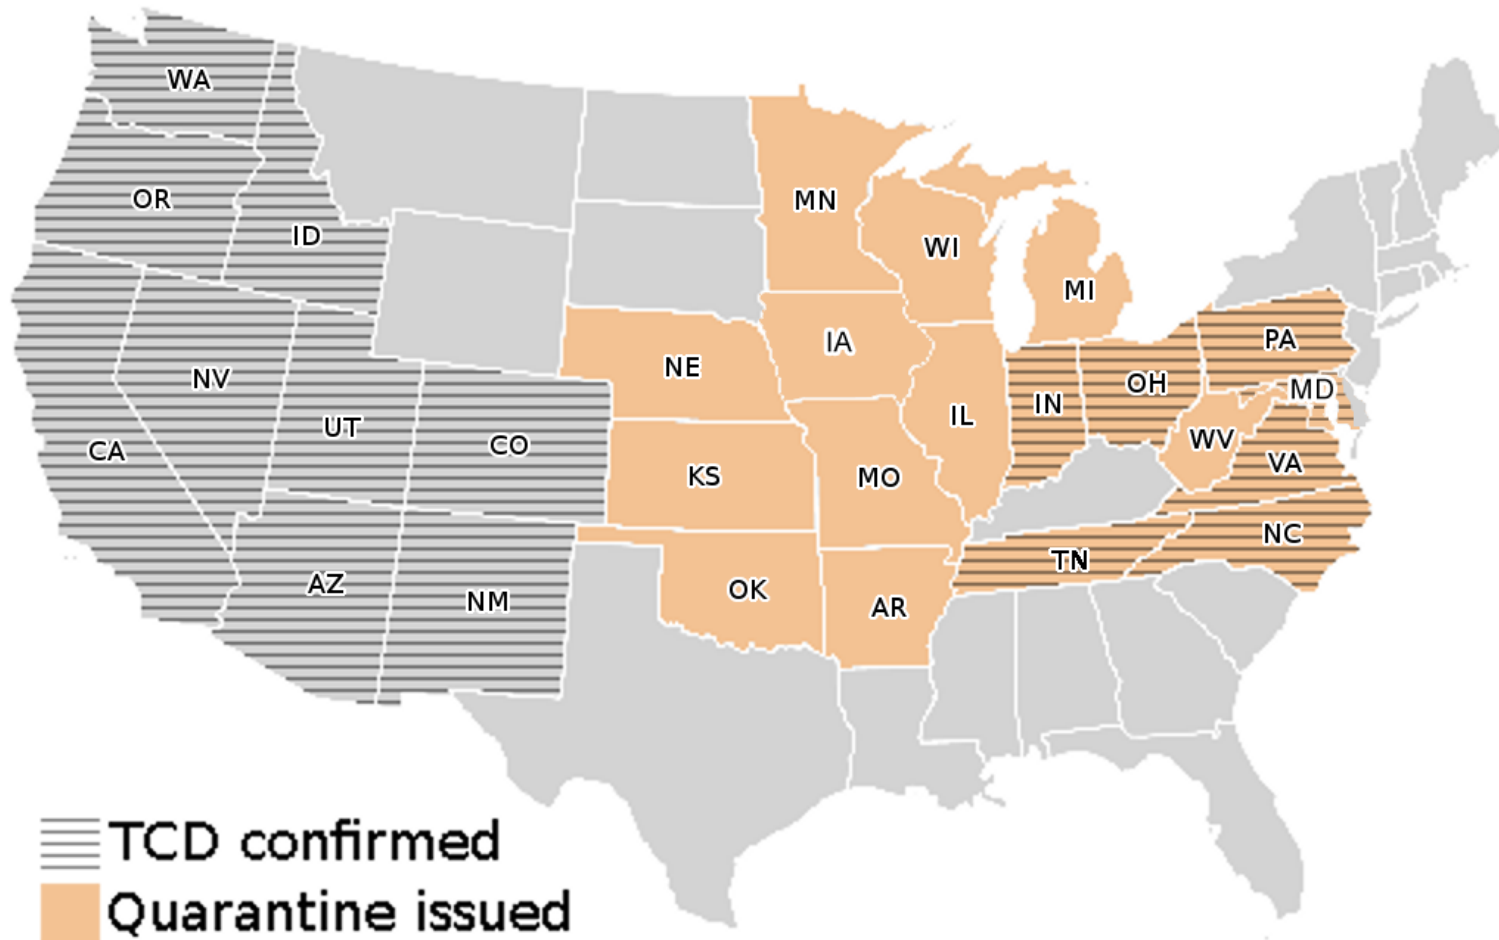 WA
OR
ID
MN
WI
MI
IA
NE
PA
NV
OH
MD
IN
UT
IL
CO
WV
CA
VA
KS
MO
NC
TN
AZ
OK
NM
AR
TCD confirmed
Quarantine issued